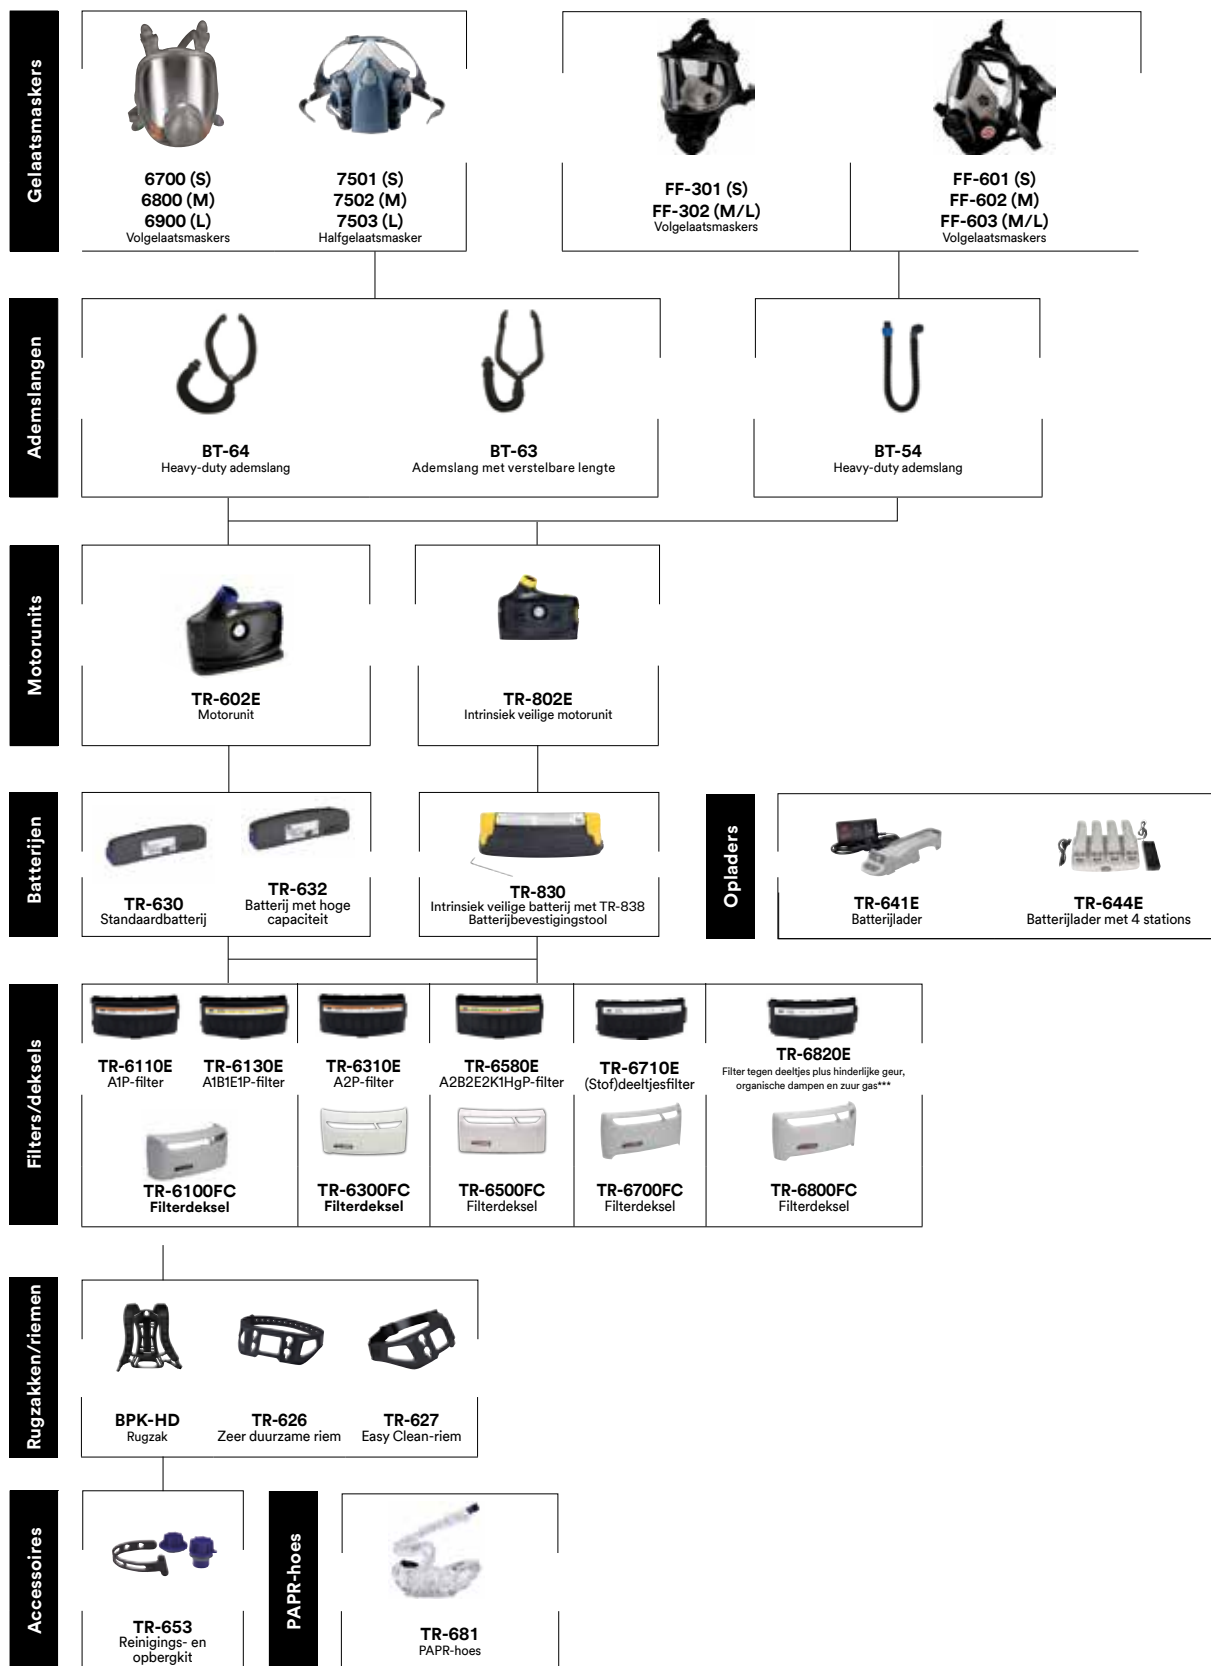 Gelaatsmaskers
6700 (S)
6800 (M)
6900 (L)
Volgelaatsmaskers
7501 (S)
7502 (M)
7503 (L)
Halfgelaatsmasker
FF-301 (S)
FF-302 (M/L)
Volgelaatsmaskers
FF-601 (S)
FF-602 (M)
FF-603 (M/L)
Volgelaatsmaskers
Ademslangen
BT-64
Heavy-duty ademslang
BT-63
Ademslang met verstelbare lengte
BT-54
Heavy-duty ademslang
Motorunits
TR-602E
Motorunit
TR-802E
Intrinsiek veilige motorunit
Batterijen
TR-630
Standaardbatterij
TR-632
Batterij met hoge
capaciteit
TR-830
Intrinsiek veilige batterij met TR-838
Batterijbevestigingstool
Opladers
TR-641E
Batterijlader
TR-644E
Batterijlader met 4 stations
Filters/deksels
TR-6110E
A1P-filter
TR-6130E
A1B1E1P-filter
TR-6310E
A2P-filter
TR-6580E
A2B2E2K1HgP-filter
TR-6710E
(Stof)deeltjesfilter
TR-6820E
Filter tegen deeltjes plus hinderlijke geur,
organische dampen en zuur gas***
TR-6100FC
Filterdeksel
TR-6300FC
Filterdeksel
TR-6500FC
Filterdeksel
TR-6700FC
Filterdeksel
TR-6800FC
Filterdeksel
Rugzakken/riemen
BPK-HD
Rugzak
TR-626
Zeer duurzame riem
TR-627
Easy Clean-riem
Accessoires
TR-653
Reinigings- en
opbergkit
PAPR-hoes
TR-681
PAPR-hoes